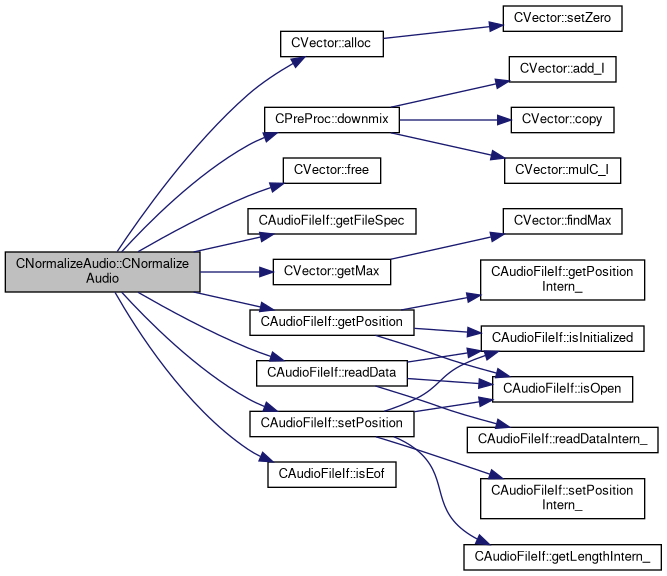 CNormalizeAudio::CNormalize
Audio
CVector::alloc
CVector::setZero
CPreProc::downmix
CVector::add_I
CVector::copy
CVector::mulC_I
CVector::free
CAudioFileIf::getFileSpec
CVector::getMax
CVector::findMax
CAudioFileIf::getPosition
CAudioFileIf::getPosition
Intern_
CAudioFileIf::isInitialized
CAudioFileIf::isOpen
CAudioFileIf::readData
CAudioFileIf::readDataIntern_
CAudioFileIf::setPosition
CAudioFileIf::setPosition
Intern_
CAudioFileIf::getLengthIntern_
CAudioFileIf::isEof